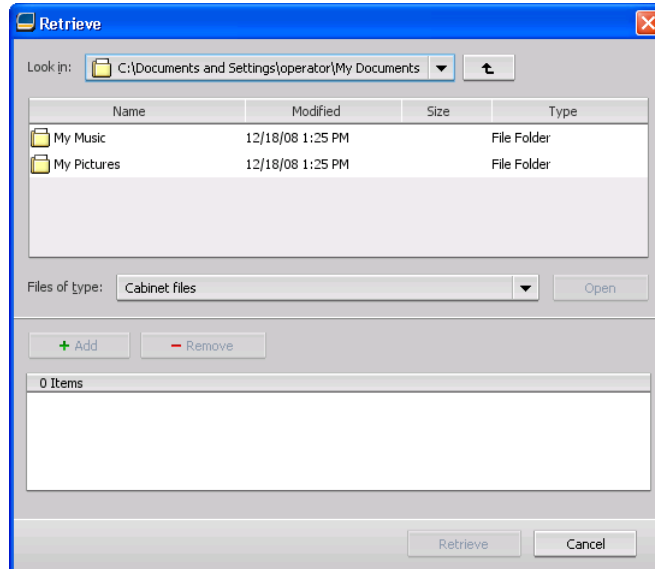 Retrieve
Look in: C:\Documents and Settings\operator\My Documents
Name Modified Size Type
My Music 12/18/08 1:25 PM File Folder
My Pictures 12/18/08 1:25 PM File Folder
Files of type: Cabinet files Open
+ Add - Remove
0 Items
Retrieve Cancel